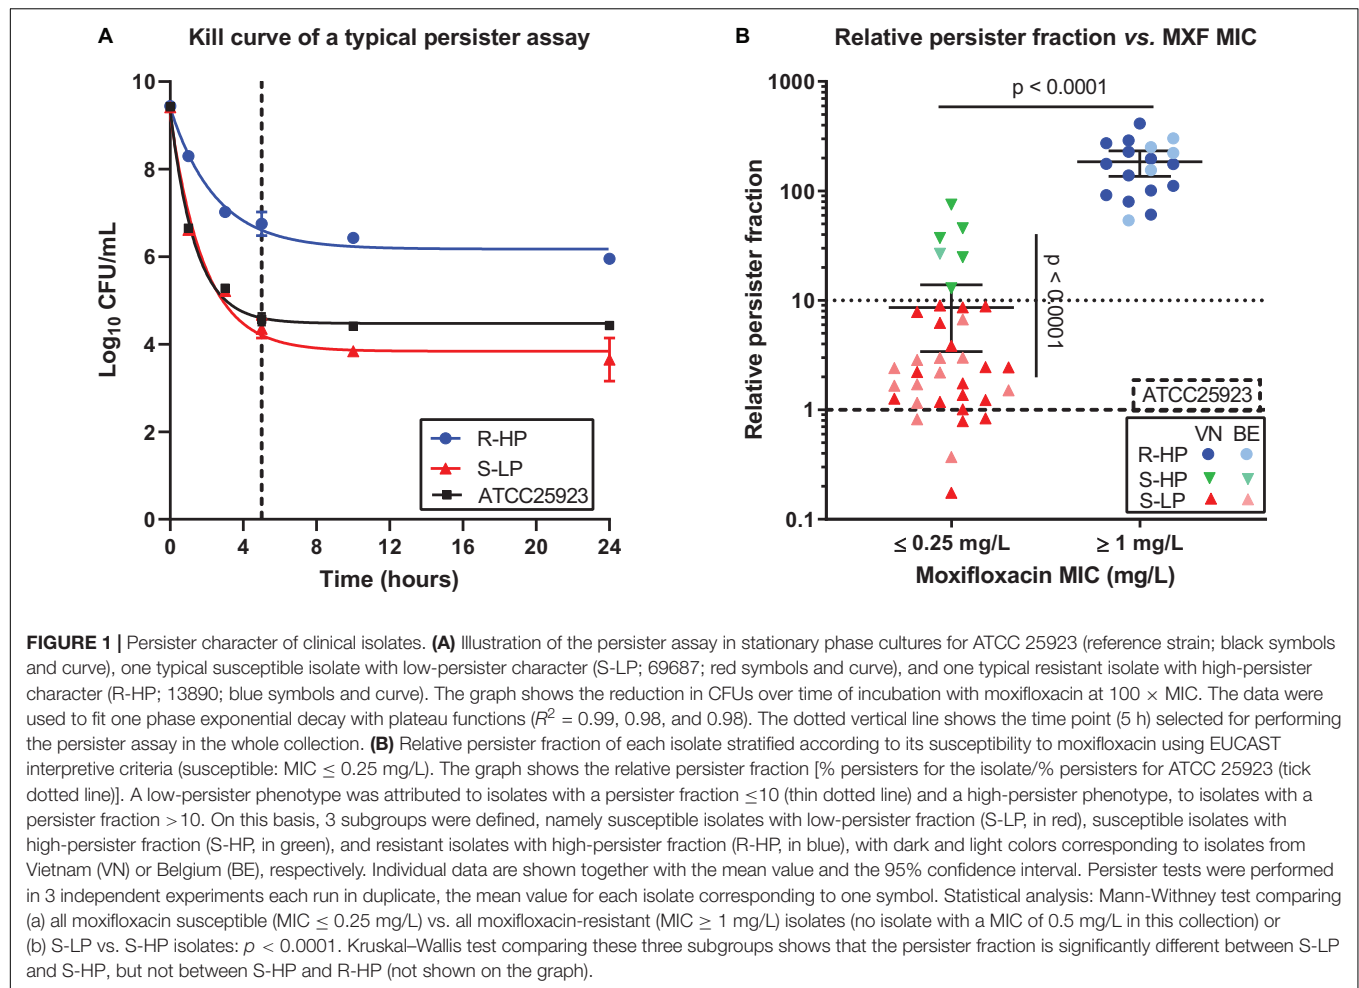 A Kill curve of a typical persister assay
10
8
6
4
2
0
Log10 CFU/mL
0 4 8 12 16 20 24
Time (hours)
R-HP
S-LP
ATCC25923
B Relative persister fraction vs. MXF MIC
1000
100
10
1
0.1
Relative persister fraction
p < 0.0001
p < 0.0001
ATCC25923
VN BE
R-HP
S-HP
S-LP
≤ 0.25 mg/L ≥ 1 mg/L
Moxifloxacin MIC (mg/L)
FIGURE 1 | Persister character of clinical isolates. (A) Illustration of the persister assay in stationary phase cultures for ATCC 25923 (reference strain; black symbols
and curve), one typical susceptible isolate with low-persister character (S-LP; 69687; red symbols and curve), and one typical resistant isolate with high-persister
character (R-HP; 13890; blue symbols and curve). The graph shows the reduction in CFUs over time of incubation with moxifloxacin at 100 × MIC. The data were
used to fit one phase exponential decay with plateau functions (R² = 0.99, 0.98, and 0.98). The dotted vertical line shows the time point (5 h) selected for performing
the persister assay in the whole collection. (B) Relative persister fraction of each isolate stratified according to its susceptibility to moxifloxacin using EUCAST
interpretive criteria (susceptible: MIC ≤ 0.25 mg/L). The graph shows the relative persister fraction [% persisters for the isolate/% persisters for ATCC 25923 (tick
dotted line)]. A low-persister phenotype was attributed to isolates with a persister fraction ≤10 (thin dotted line) and a high-persister phenotype, to isolates with a
persister fraction >10. On this basis, 3 subgroups were defined, namely susceptible isolates with low-persister fraction (S-LP, in red), susceptible isolates with
high-persister fraction (S-HP, in green), and resistant isolates with high-persister fraction (R-HP, in blue), with dark and light colors corresponding to isolates from
Vietnam (VN) or Belgium (BE), respectively. Individual data are shown together with the mean value and the 95% confidence interval. Persister tests were performed
in 3 independent experiments each run in duplicate, the mean value for each isolate corresponding to one symbol. Statistical analysis: Mann-Withney test comparing
(a) all moxifloxacin susceptible (MIC ≤ 0.25 mg/L) vs. all moxifloxacin-resistant (MIC ≥ 1 mg/L) isolates (no isolate with a MIC of 0.5 mg/L in this collection) or
(b) S-LP vs. S-HP isolates: p < 0.0001. Kruskal–Wallis test comparing these three subgroups shows that the persister fraction is significantly different between S-LP
and S-HP, but not between S-HP and R-HP (not shown on the graph).